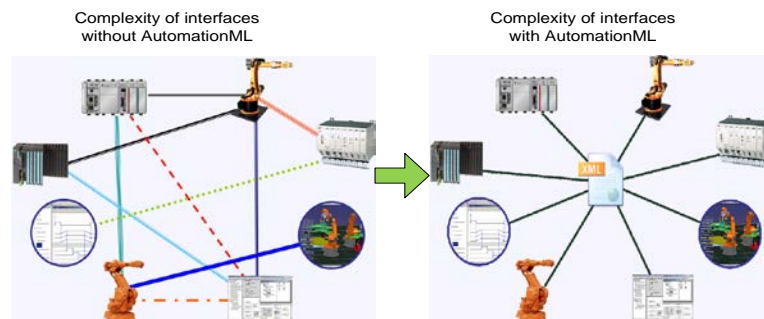 Complexity of interfaces
without AutomationML
Complexity of interfaces
with AutomationML
XML